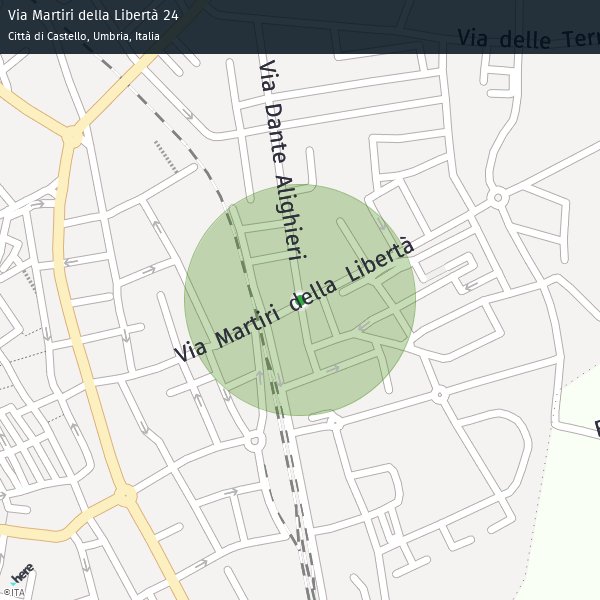 Via Martiri della Libertà 24
Città di Castello, Umbria, Italia
Via delle Ter
Via Dante Alighieri
Via Martiri della Libertà
here
©ITA